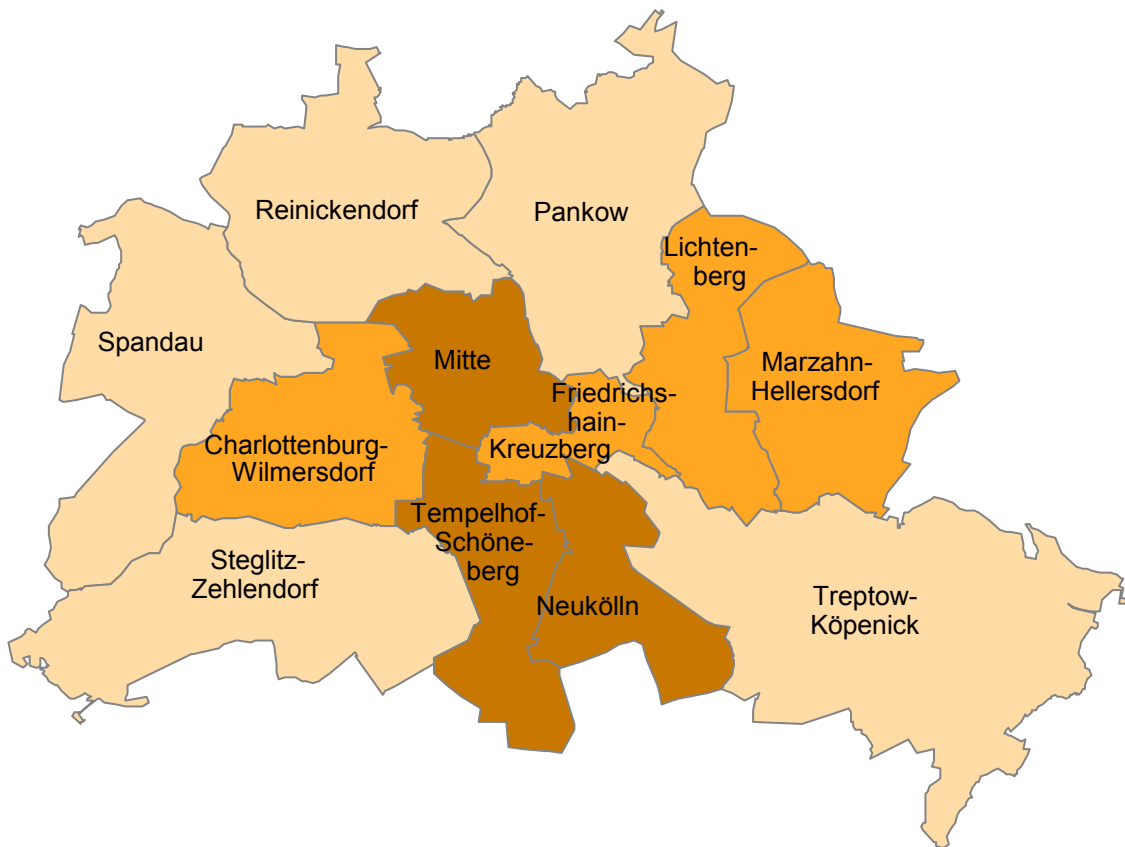 Reinickendorf
Pankow
Lichten-
berg
Spandau
Mitte
Marzahn-
Hellersdorf
Friedrichs-
hain-
Kreuzberg
Charlottenburg-
Wilmersdorf
Tempelhof-
Schöne-
berg
Steglitz-
Zehlendorf
Neukölln
Treptow-
Köpenick